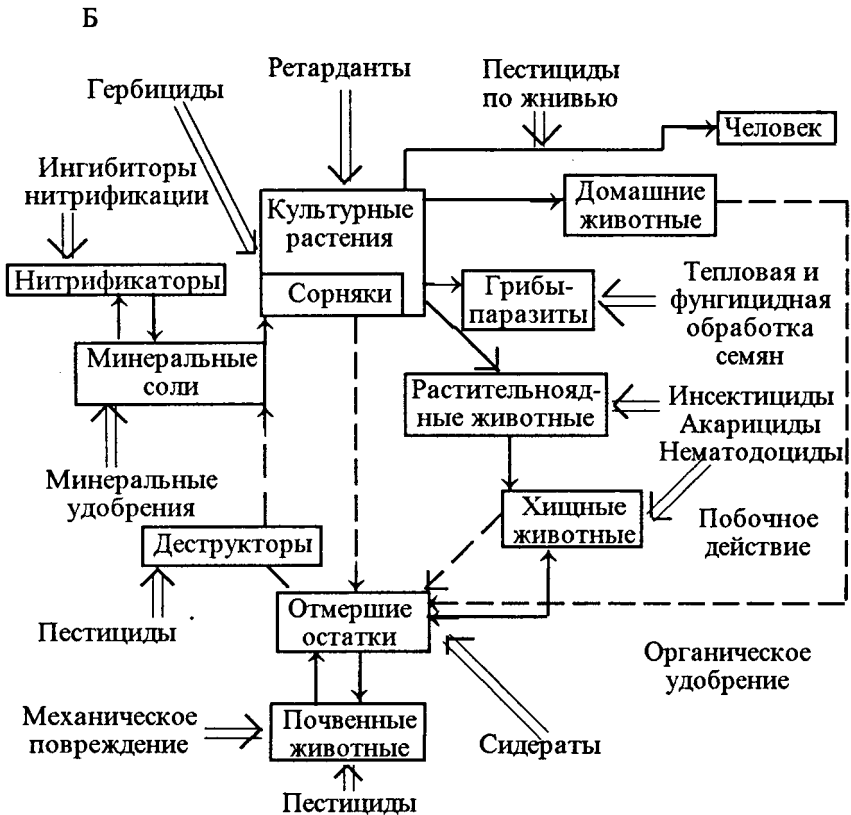 Б
Ретарданты
Пестициды
по жнивью
Гербициды
Человек
Ингибиторы
нитрификации
Культурные
растения
Домашние
животные
Нитрификаторы
Сорняки
Грибы-
паразиты
Тепловая и
фунгицидная
обработка
семян
Минеральные
соли
Растительнояд-
ные животные
Инсектициды
Акарициды
Нематодоциды
Минеральные
удобрения
Хищные
животные
Побочное
действие
Деструкторы
Пестициды
Отмершие
остатки
Органическое
удобрение
Механическое
повреждение
Почвенные
животные
Сидераты
Пестициды